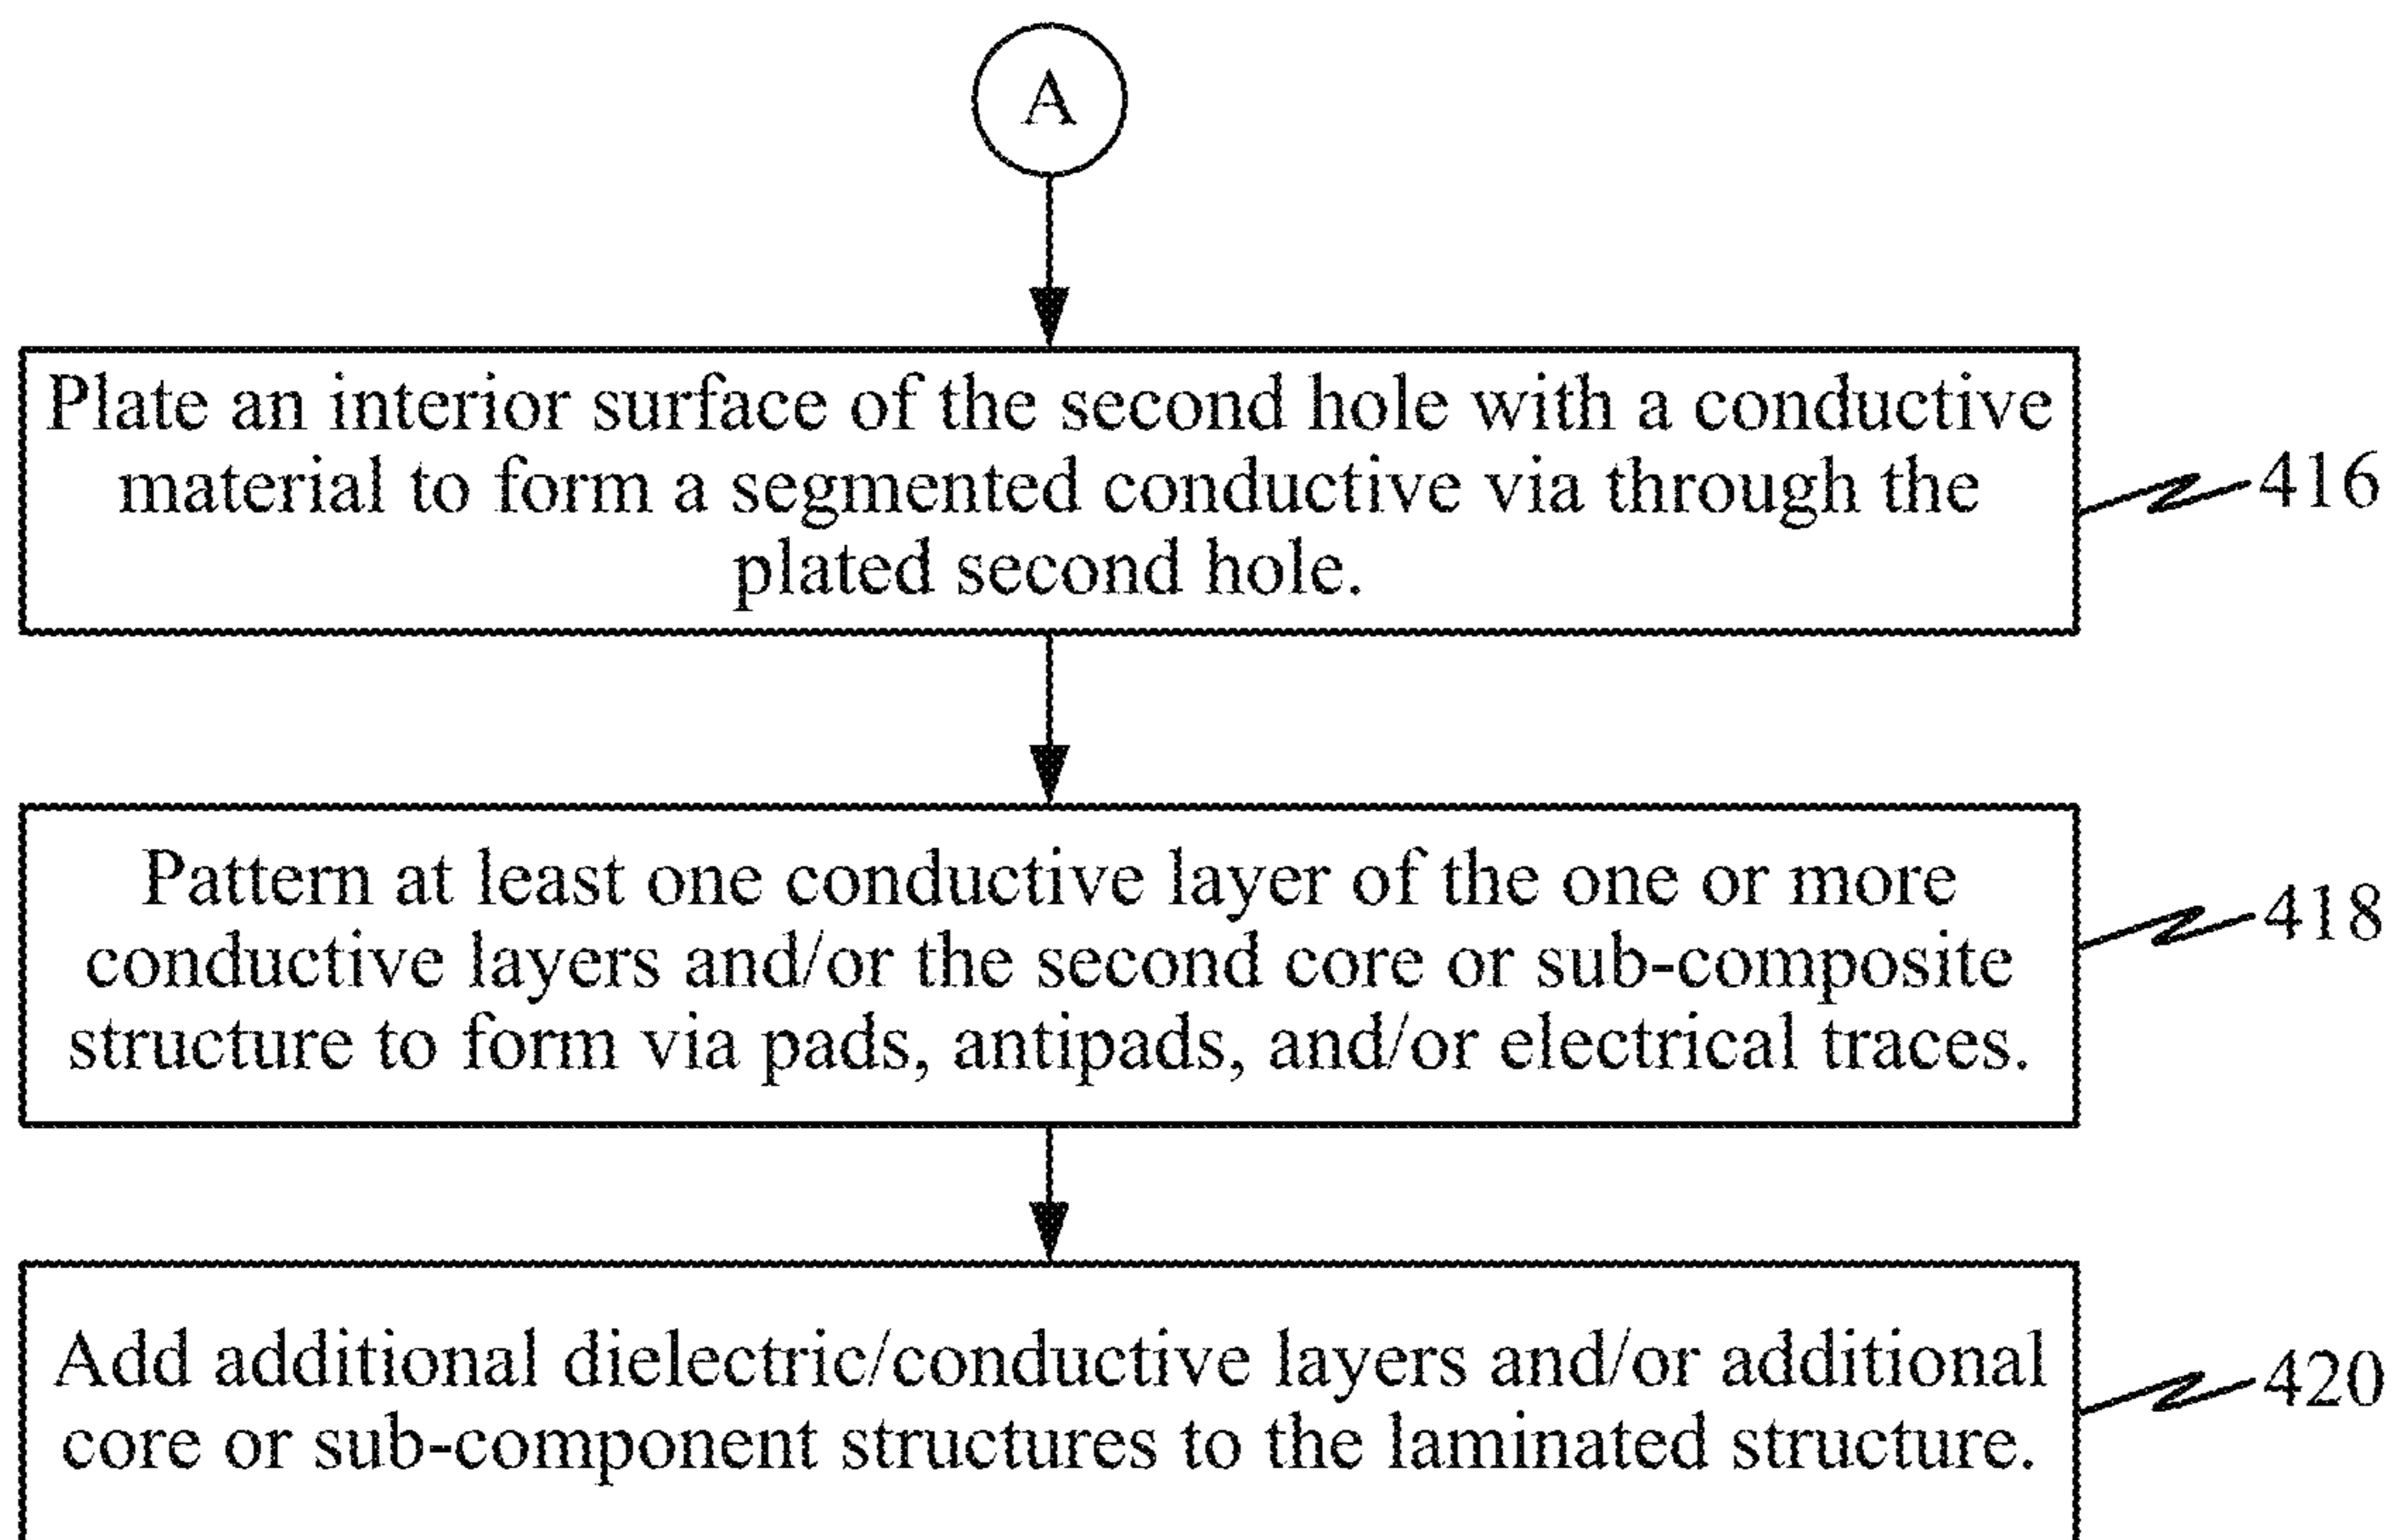 A
Plate an interior surface of the second hole with a conductive
material to form a segmented conductive via through the
plated second hole.
416
Pattern at least one conductive layer of the one or more
conductive layers and/or the second core or sub-composite
structure to form via pads, antipads, and/or electrical traces.
418
Add additional dielectric/conductive layers and/or additional
core or sub-component structures to the laminated structure.
420